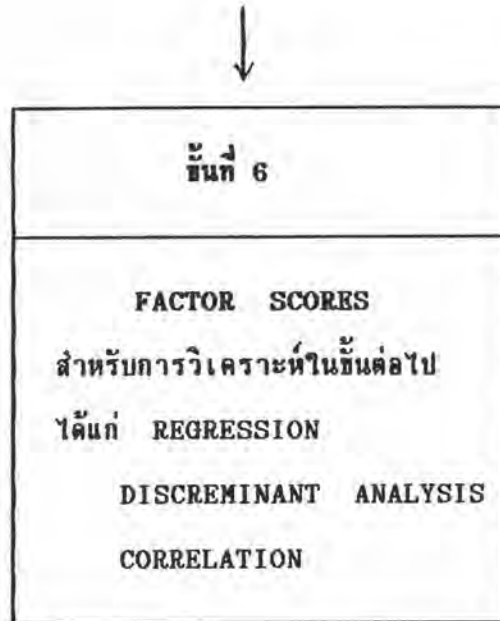 ขั้นที่ 6
FACTOR SCORES
สำหรับการวิเคราะห์ในขั้นต่อไป
ได้แก่ REGRESSION
DISCREMINANT ANALYSIS
CORRELATION